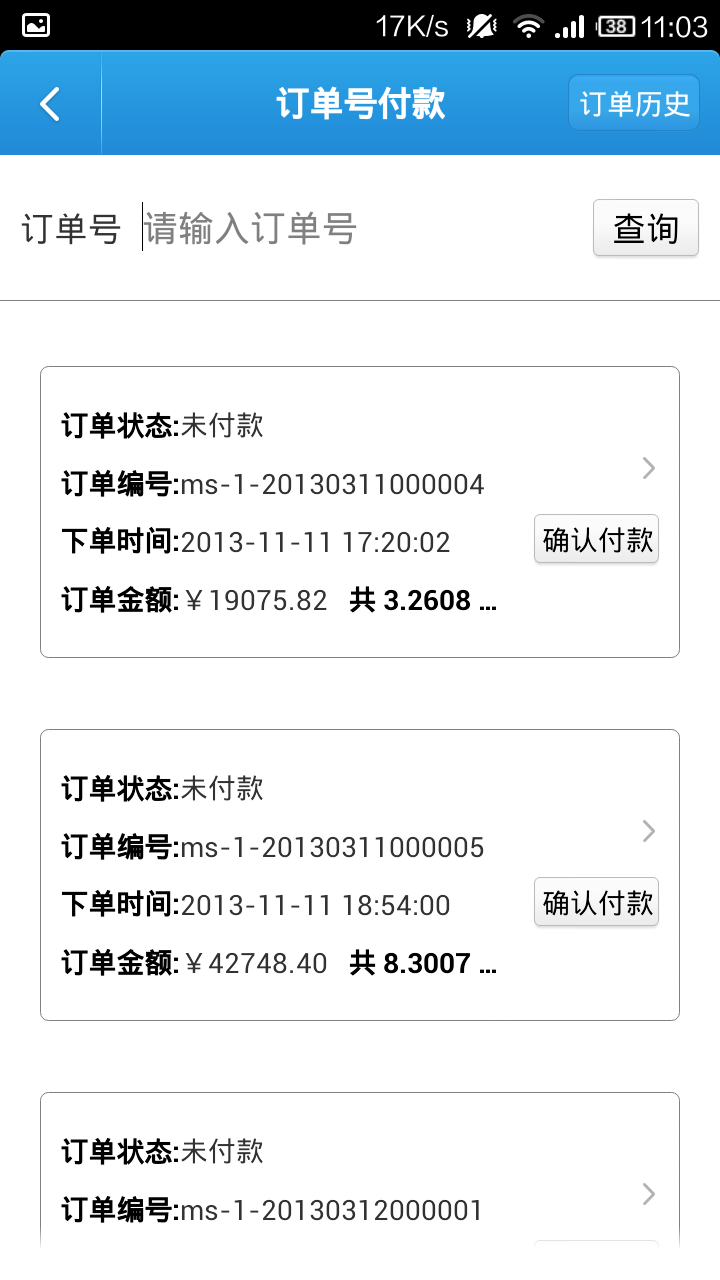 17K/s 38 11:03
订单号付款 订单历史
订单号 请输入订单号 查询
订单状态:未付款
订单编号:ms-1-20130311000004
下单时间:2013-11-11 17:20:02 确认付款
订单金额:￥19075.82 共 3.2608 ...
订单状态:未付款
订单编号:ms-1-20130311000005
下单时间:2013-11-11 18:54:00 确认付款
订单金额:￥42748.40 共 8.3007 ...
订单状态:未付款
订单编号:ms-1-20130312000001